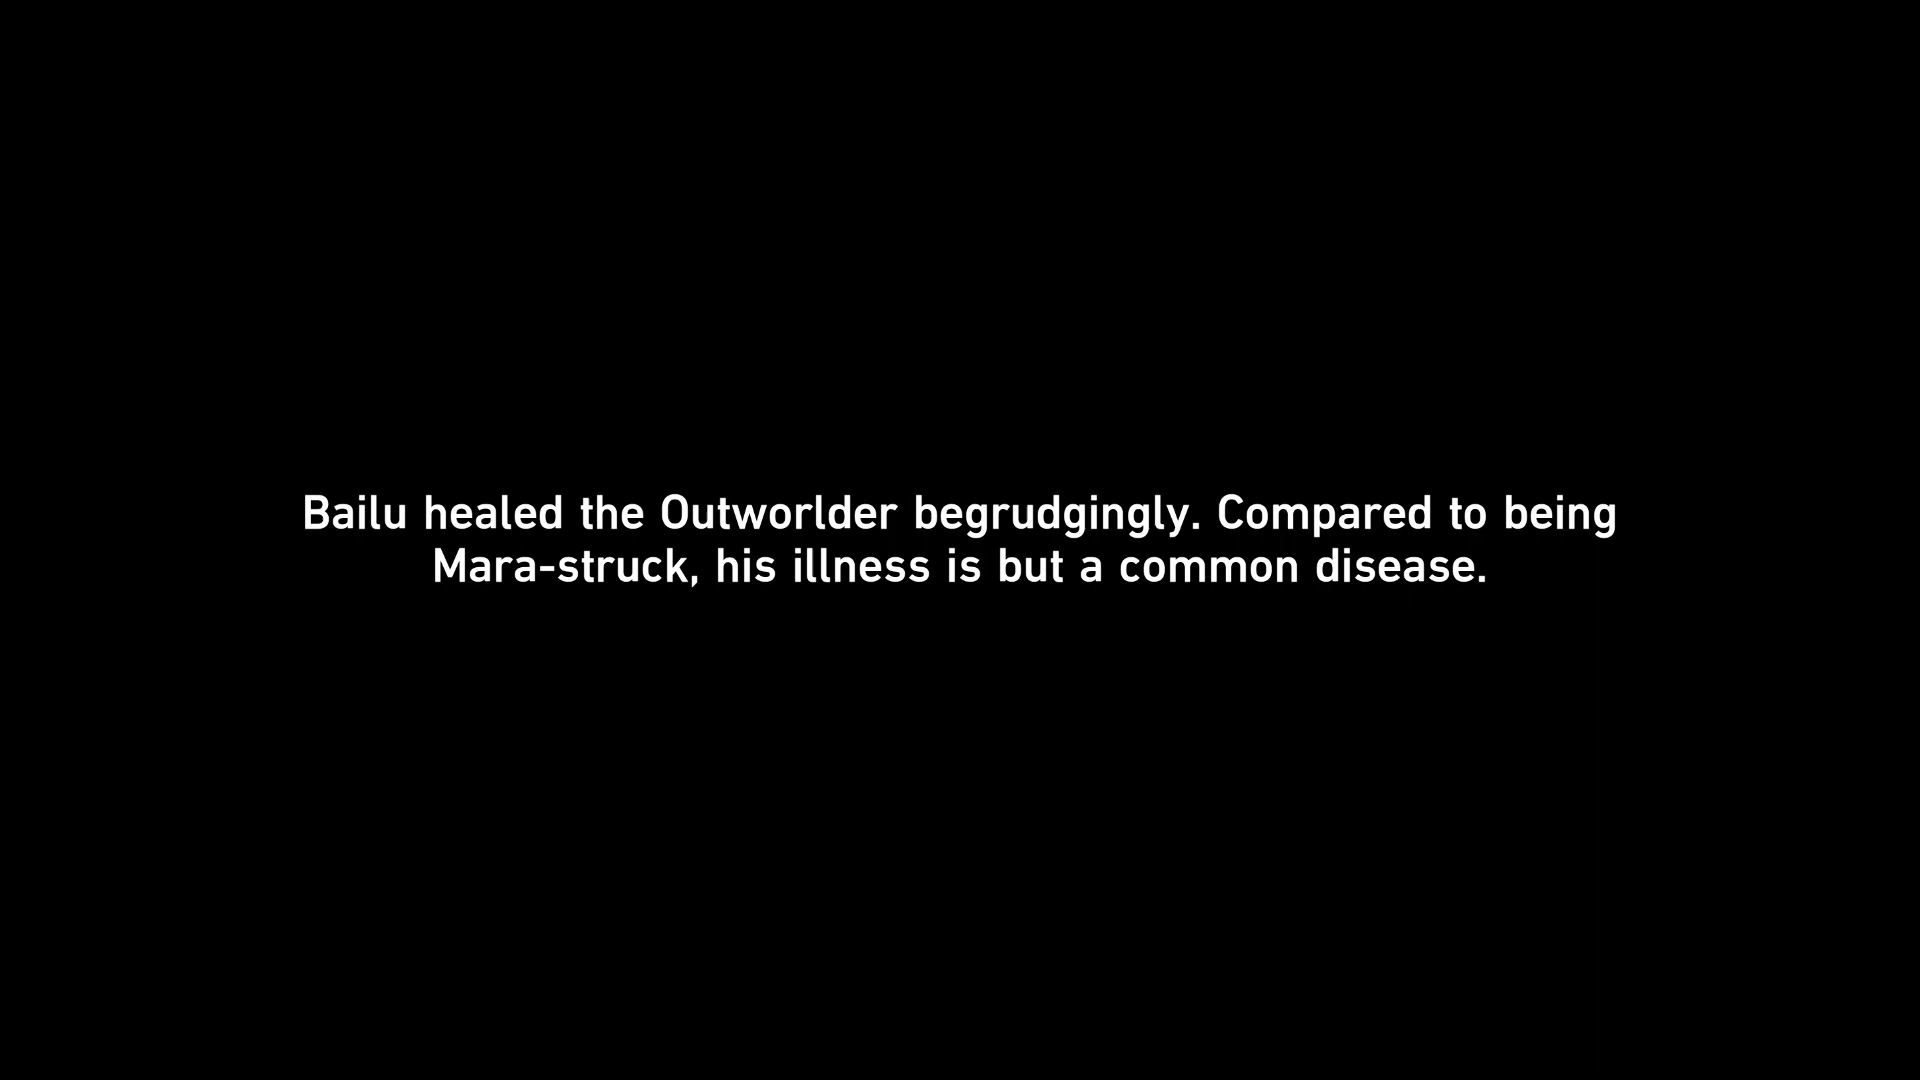 Bailu healed the Outworlder begrudgingly. Compared to being
Mara-struck, his illness is but a common disease.